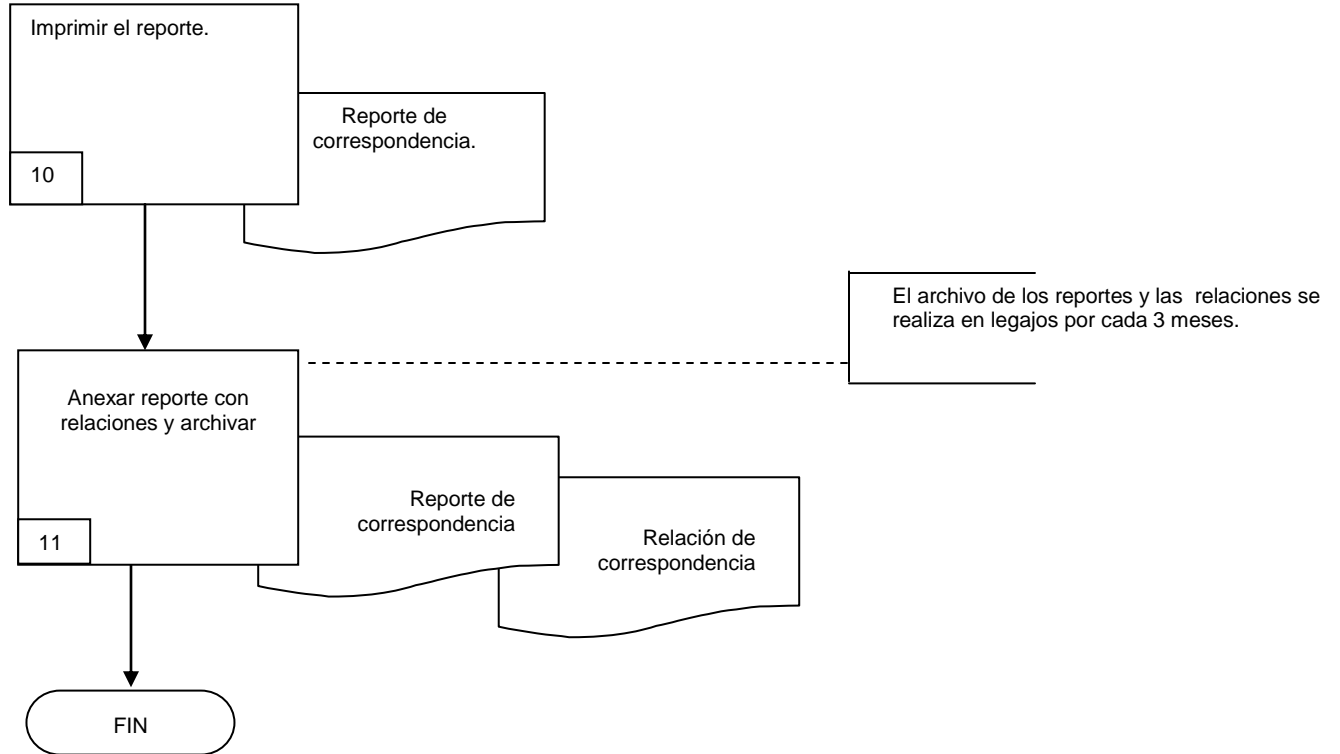 Imprimir el reporte.
Reporte de
correspondencia.
10
El archivo de los reportes y las relaciones se
realiza en legajos por cada 3 meses.
Anexar reporte con
relaciones y archivar
Reporte de
correspondencia
Relación de
correspondencia
11
FIN